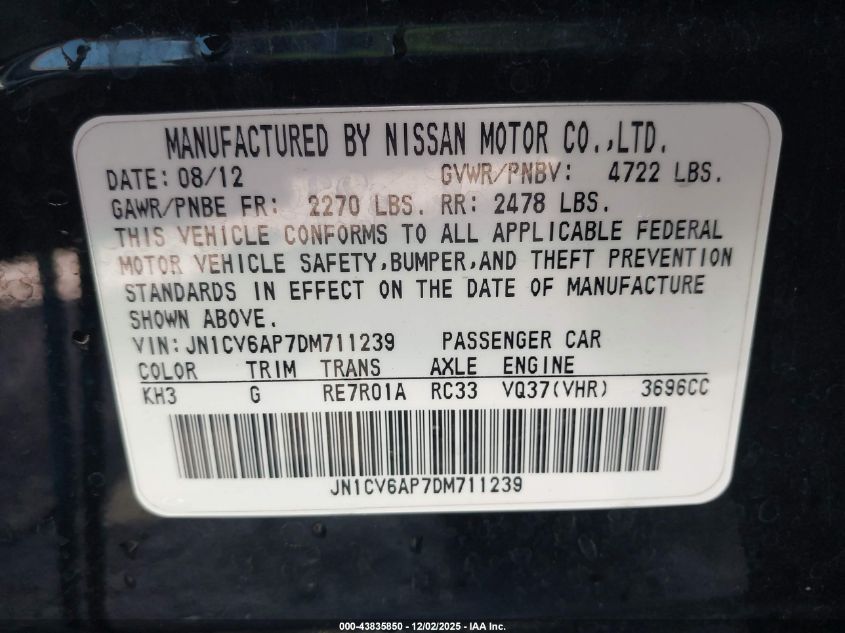 MANUFACTURED BY NISSAN MOTOR CO.,LTD.
DATE: 08/12 GVWR/PNBV: 4722 LBS.
GAWR/PNBE FR: 2270 LBS. RR: 2478 LBS.
THIS VEHICLE CONFORMS TO ALL APPLICABLE FEDERAL
MOTOR VEHICLE SAFETY,BUMPER,AND THEFT PREVENTION
STANDARDS IN EFFECT ON THE DATE OF MANUFACTURE
SHOWN ABOVE.
VIN: JN1CV6AP7DM711239 PASSENGER CAR
COLOR TRIM TRANS AXLE ENGINE
KH3 G RE7R01A RC33 VQ37(VHR) 3696CC
JN1CV6AP7DM711239
000-43835850 - 12/02/2025 - IAA Inc.